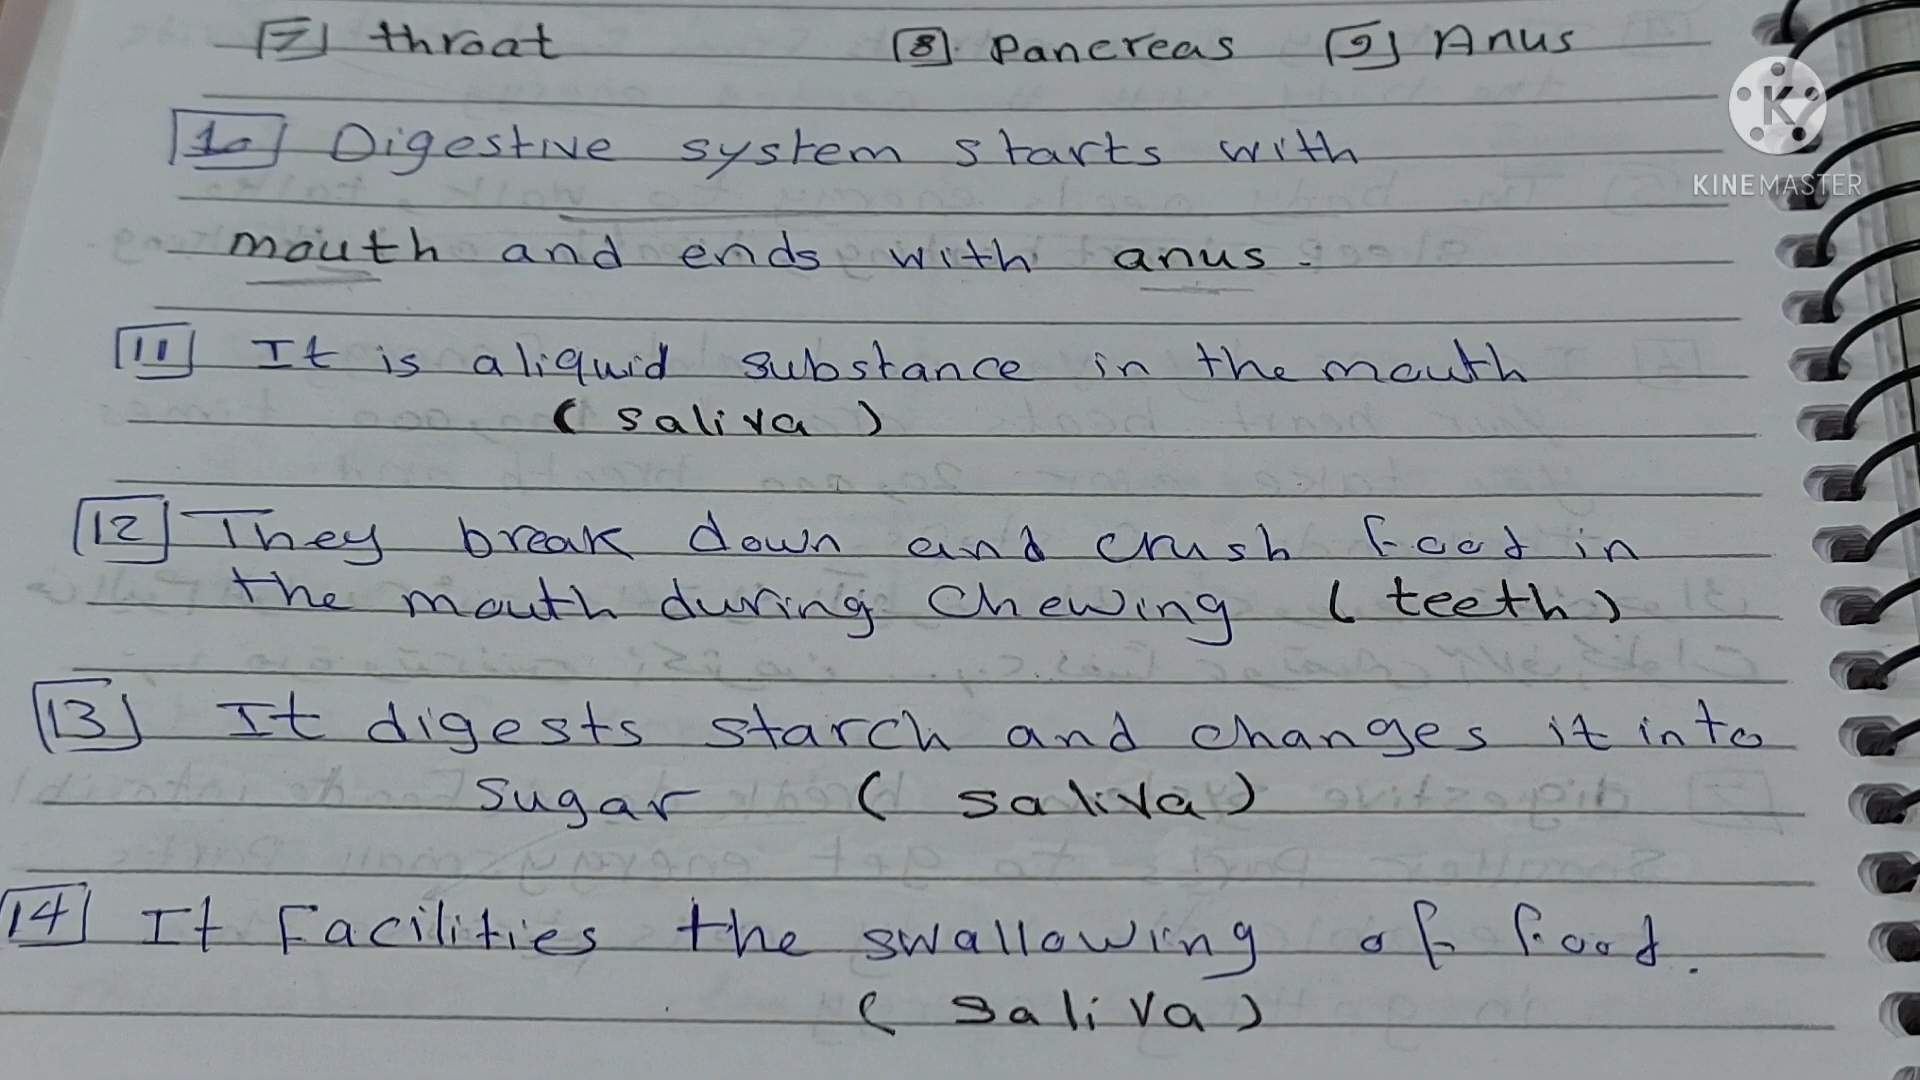 7 throat 8 Pancreas 9 Anus
10 Digestive system starts with
mouth and ends with anus.
11 It is a liquid substance in the mouth
(saliva)
12 They break down and crush food in
the mouth during chewing (teeth)
13 It digests starch and changes it into
sugar (saliva)
14 It Facilities the swallowing of food.
(saliva)
K
KINEMASTER